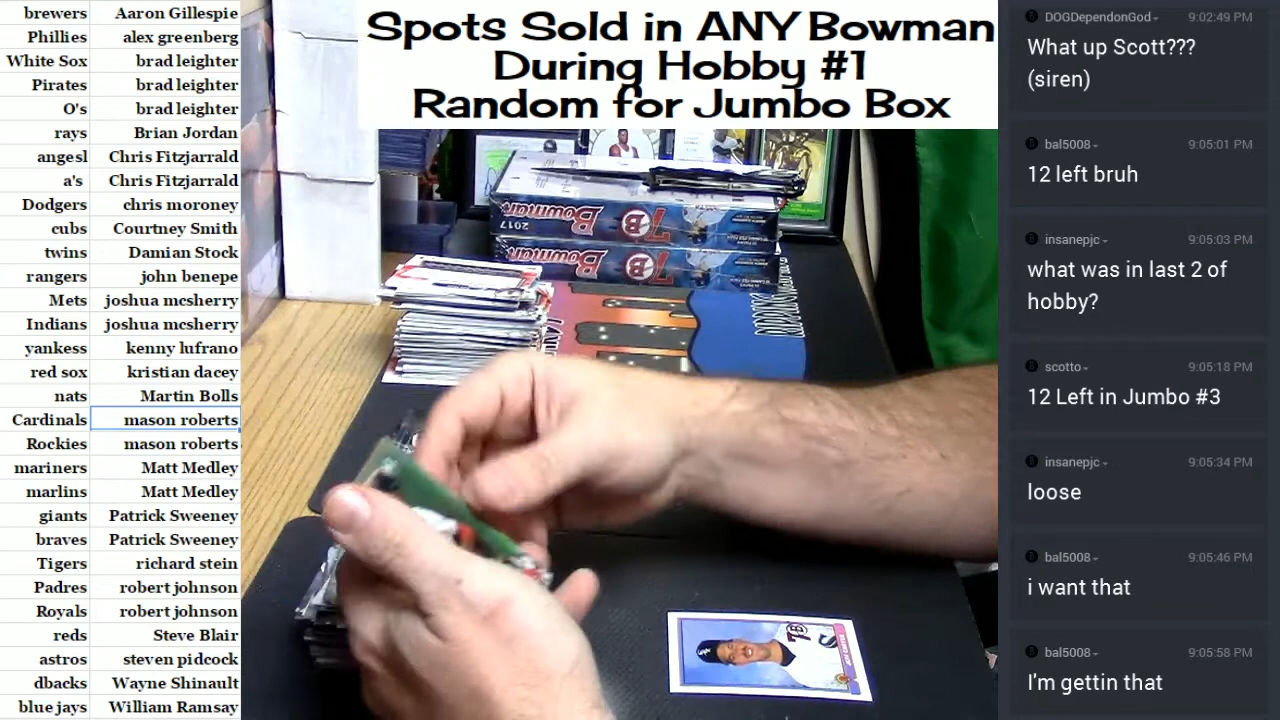 brewers Aaron Gillespie
Phillies alex greenberg
White Sox brad leighter
Pirates brad leighter
O's brad leighter
rays Brian Jordan
angesl Chris Fitzjarrald
a's Chris Fitzjarrald
Dodgers chris moroney
cubs Courtney Smith
twins Damian Stock
rangers john benepe
Mets joshua mcsherry
Indians joshua mcsherry
yankess kenny lufrano
red sox kristian dacey
nats Martin Bolls
Cardinals mason roberts
Rockies mason roberts
mariners Matt Medley
marlins Matt Medley
giants Patrick Sweeney
braves Patrick Sweeney
Tigers richard stein
Padres robert johnson
Royals robert johnson
reds Steve Blair
astros steven pidcock
dbacks Wayne Shinault
blue jays William Ramsay
Spots Sold in ANY Bowman
During Hobby #1
Random for Jumbo Box
2017 Bowman
Bowman
DOGDependonGod 9:02:49 PM
What up Scott???
(siren)
bal5008 9:05:01 PM
12 left bruh
insanepjc 9:05:03 PM
what was in last 2 of
hobby?
scotto 9:05:18 PM
12 Left in Jumbo #3
insanepjc 9:05:34 PM
loose
bal5008 9:05:46 PM
i want that
bal5008 9:05:58 PM
I'm gettin that